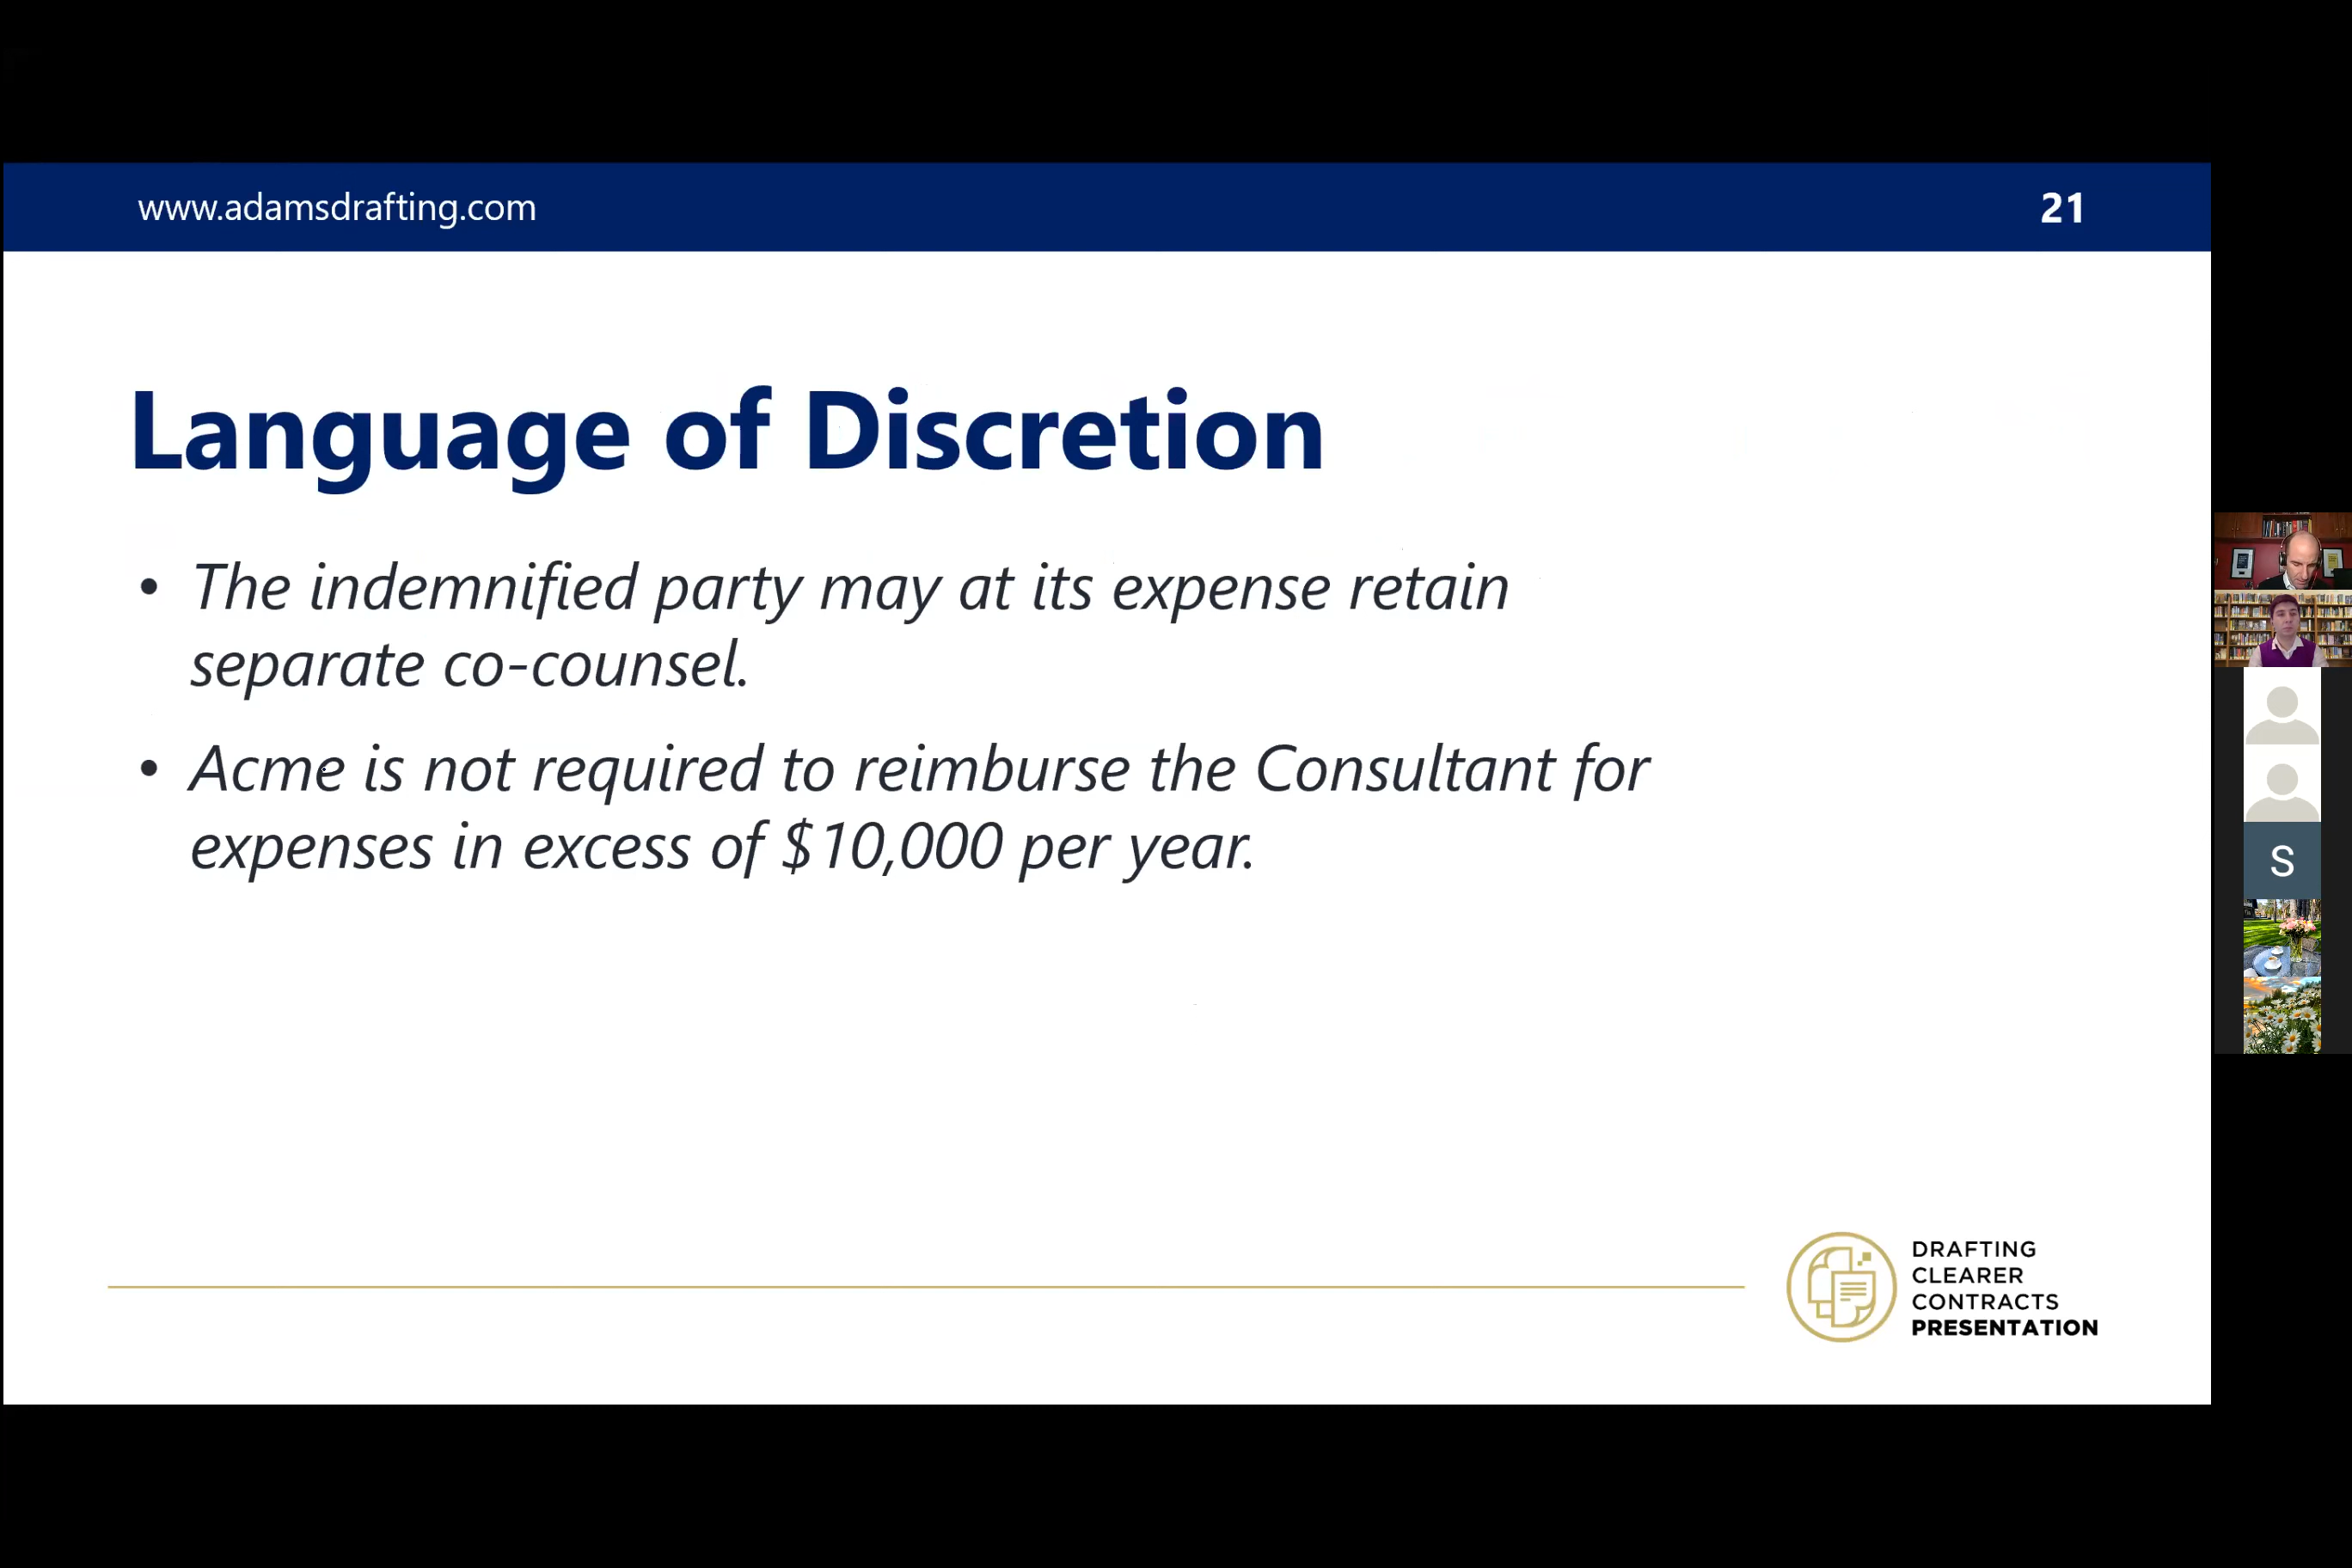 www.adamsdrafting.com
21
Language of Discretion
• The indemnified party may at its expense retain
separate co-counsel.
• Acme is not required to reimburse the Consultant for
expenses in excess of $10,000 per year.
S
DRAFTING
CLEARER
CONTRACTS
PRESENTATION